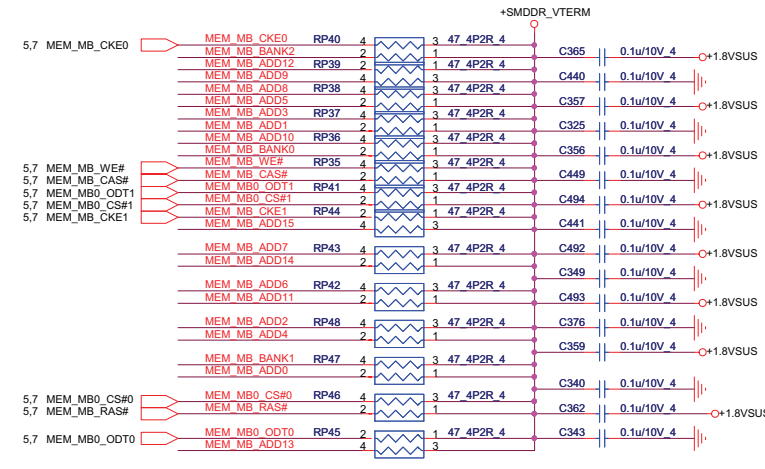 +SMDDR_VTERM
5,7 MEM_MB_CKE0 MEM_MB_CKE0 RP40 4 3 47_4P2R_4
MEM_MB_BANK2 2 1 C365 0.1u/10V_4 +1.8VSUS
MEM_MB_ADD12 RP39 2 1 47_4P2R_4
MEM_MB_ADD9 4 3 C440 0.1u/10V_4
MEM_MB_ADD8 RP38 4 3 47_4P2R_4
MEM_MB_ADD5 2 1 C357 0.1u/10V_4 +1.8VSUS
MEM_MB_ADD3 RP37 4 3 47_4P2R_4
MEM_MB_ADD1 2 1 C325 0.1u/10V_4
MEM_MB_ADD10 RP36 4 3 47_4P2R_4
MEM_MB_BANK0 2 1 C356 0.1u/10V_4 +1.8VSUS
5,7 MEM_MB_WE# MEM_MB_WE# RP35 4 3 47_4P2R_4
5,7 MEM_MB_CAS# MEM_MB_CAS# 2 1 C449 0.1u/10V_4
5,7 MEM_MB0_ODT1 MEM_MB0_ODT1 RP41 4 3 47_4P2R_4
5,7 MEM_MB0_CS#1 MEM_MB0_CS#1 2 1 C494 0.1u/10V_4 +1.8VSUS
5,7 MEM_MB_CKE1 MEM_MB_CKE1 RP44 2 1 47_4P2R_4
MEM_MB_ADD15 4 3 C441 0.1u/10V_4
MEM_MB_ADD7 RP43 4 3 47_4P2R_4 C492 0.1u/10V_4 +1.8VSUS
MEM_MB_ADD14 2 1
C349 0.1u/10V_4
MEM_MB_ADD6 RP42 4 3 47_4P2R_4
MEM_MB_ADD11 2 1 C493 0.1u/10V_4 +1.8VSUS
MEM_MB_ADD2 RP48 4 3 47_4P2R_4 C376 0.1u/10V_4
MEM_MB_ADD4 2 1
C359 0.1u/10V_4 +1.8VSUS
MEM_MB_BANK1 RP47 4 3 47_4P2R_4
MEM_MB_ADD0 2 1
C340 0.1u/10V_4
5,7 MEM_MB0_CS#0 MEM_MB0_CS#0 RP46 4 3 47_4P2R_4
5,7 MEM_MB_RAS# MEM_MB_RAS# 2 1 C362 0.1u/10V_4 +1.8VSUS
5,7 MEM_MB0_ODT0 MEM_MB0_ODT0 RP45 2 1 47_4P2R_4 C343 0.1u/10V_4
MEM_MB_ADD13 4 3